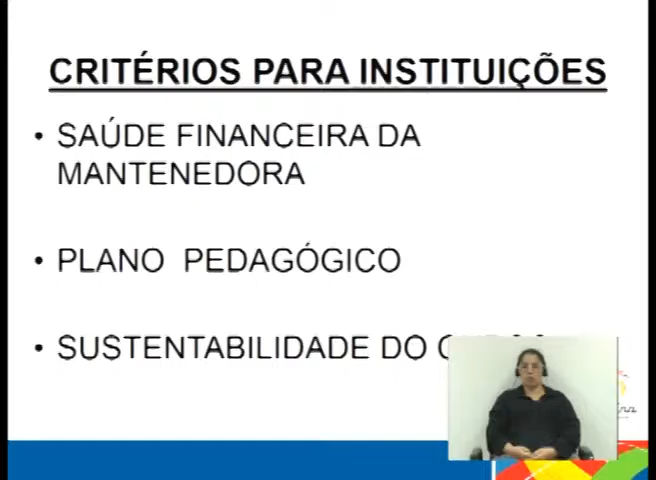 CRITÉRIOS PARA INSTITUIÇÕES
• SAÚDE FINANCEIRA DA
MANTENEDORA
• PLANO PEDAGÓGICO
• SUSTENTABILIDADE DO